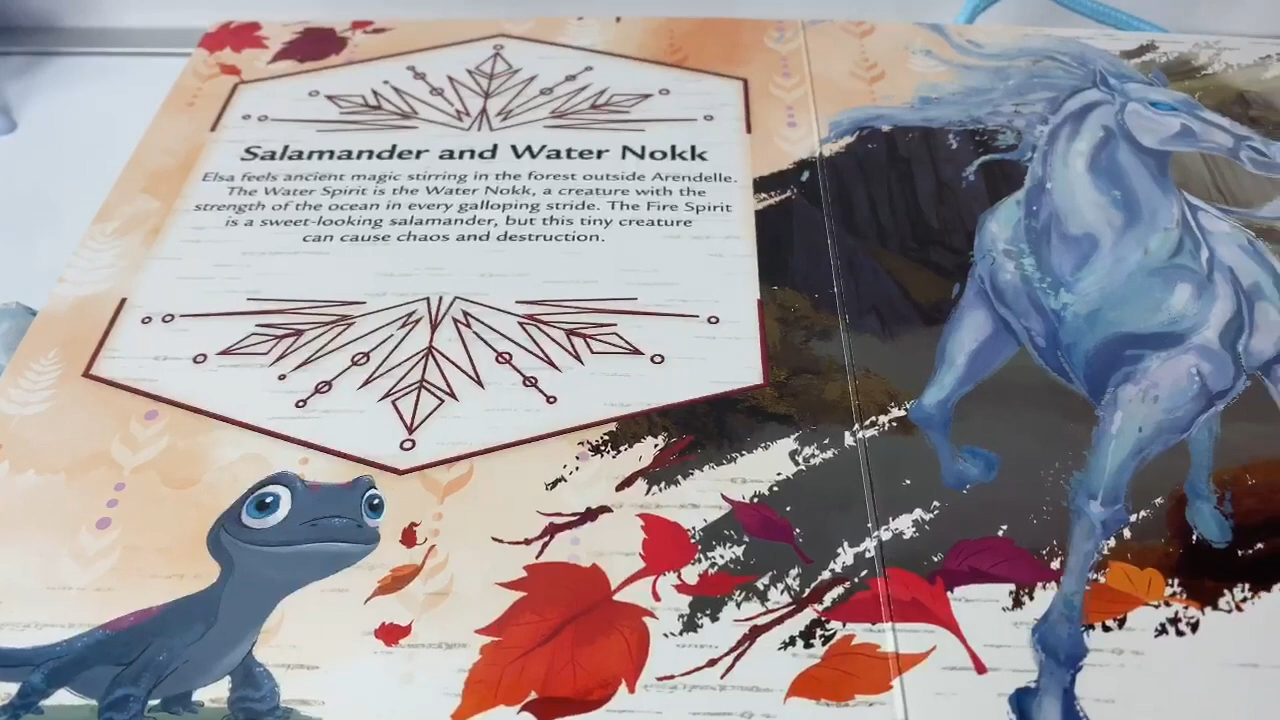 Salamander and Water Nokk
Elsa feels ancient magic stirring in the forest outside Arendelle.
The Water Spirit is the Water Nokk, a creature with the
strength of the ocean in every galloping stride. The Fire Spirit
is a sweet-looking salamander, but this tiny creature
can cause chaos and destruction.